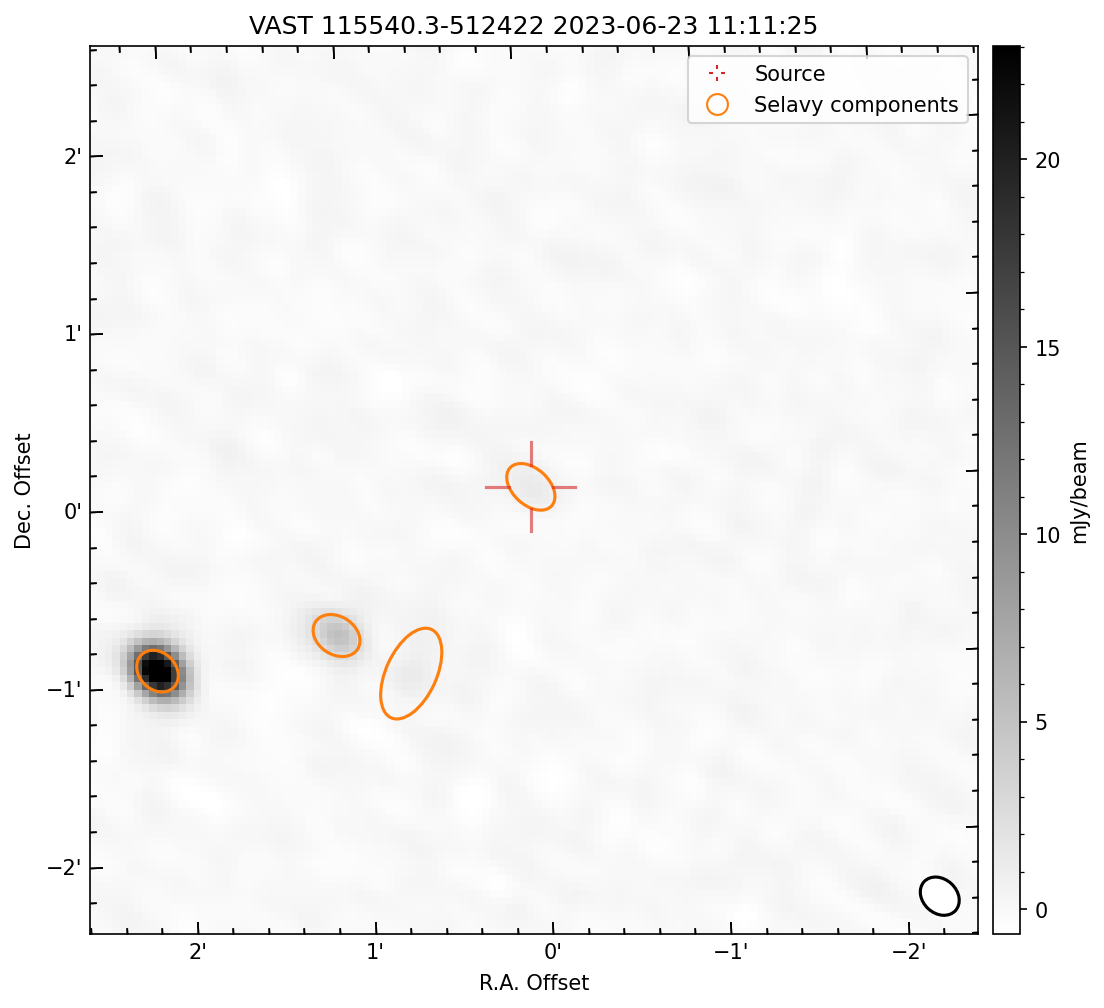 VAST 115540.3-512422 2023-06-23 11:11:25
Source
Selavy components
2'
1'
0'
−1'
−2'
Dec. Offset
2'
1'
0'
−1'
−2'
R.A. Offset
20
15
10
5
0
mJy/beam